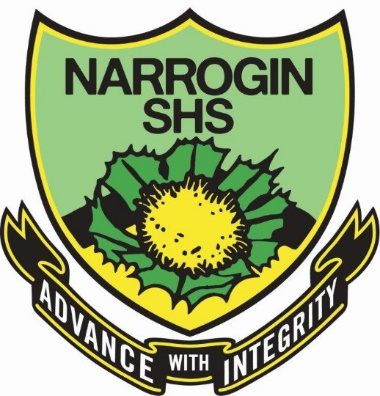 NARROGIN
SHS
ADVANCE WITH INTEGRITY